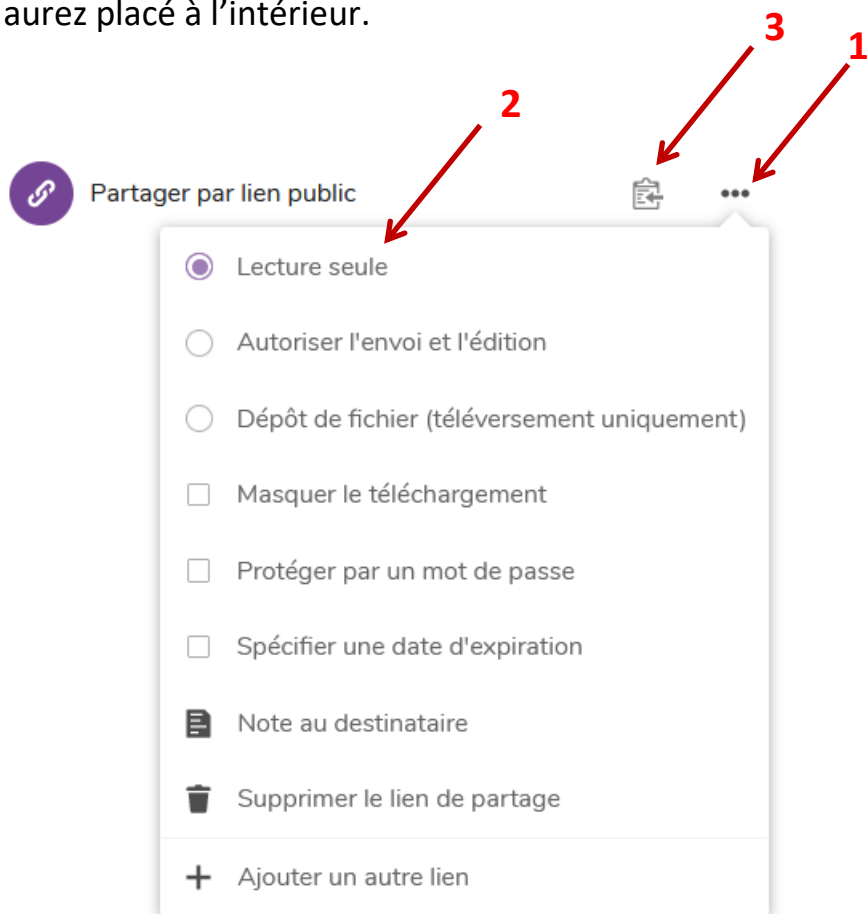 aurez placé à l’intérieur.
3
1
2
Partager par lien public
Lecture seule
Autoriser l'envoi et l'édition
Dépôt de fichier (téléversement uniquement)
Masquer le téléchargement
Protéger par un mot de passe
Spécifier une date d'expiration
Note au destinataire
Supprimer le lien de partage
Ajouter un autre lien